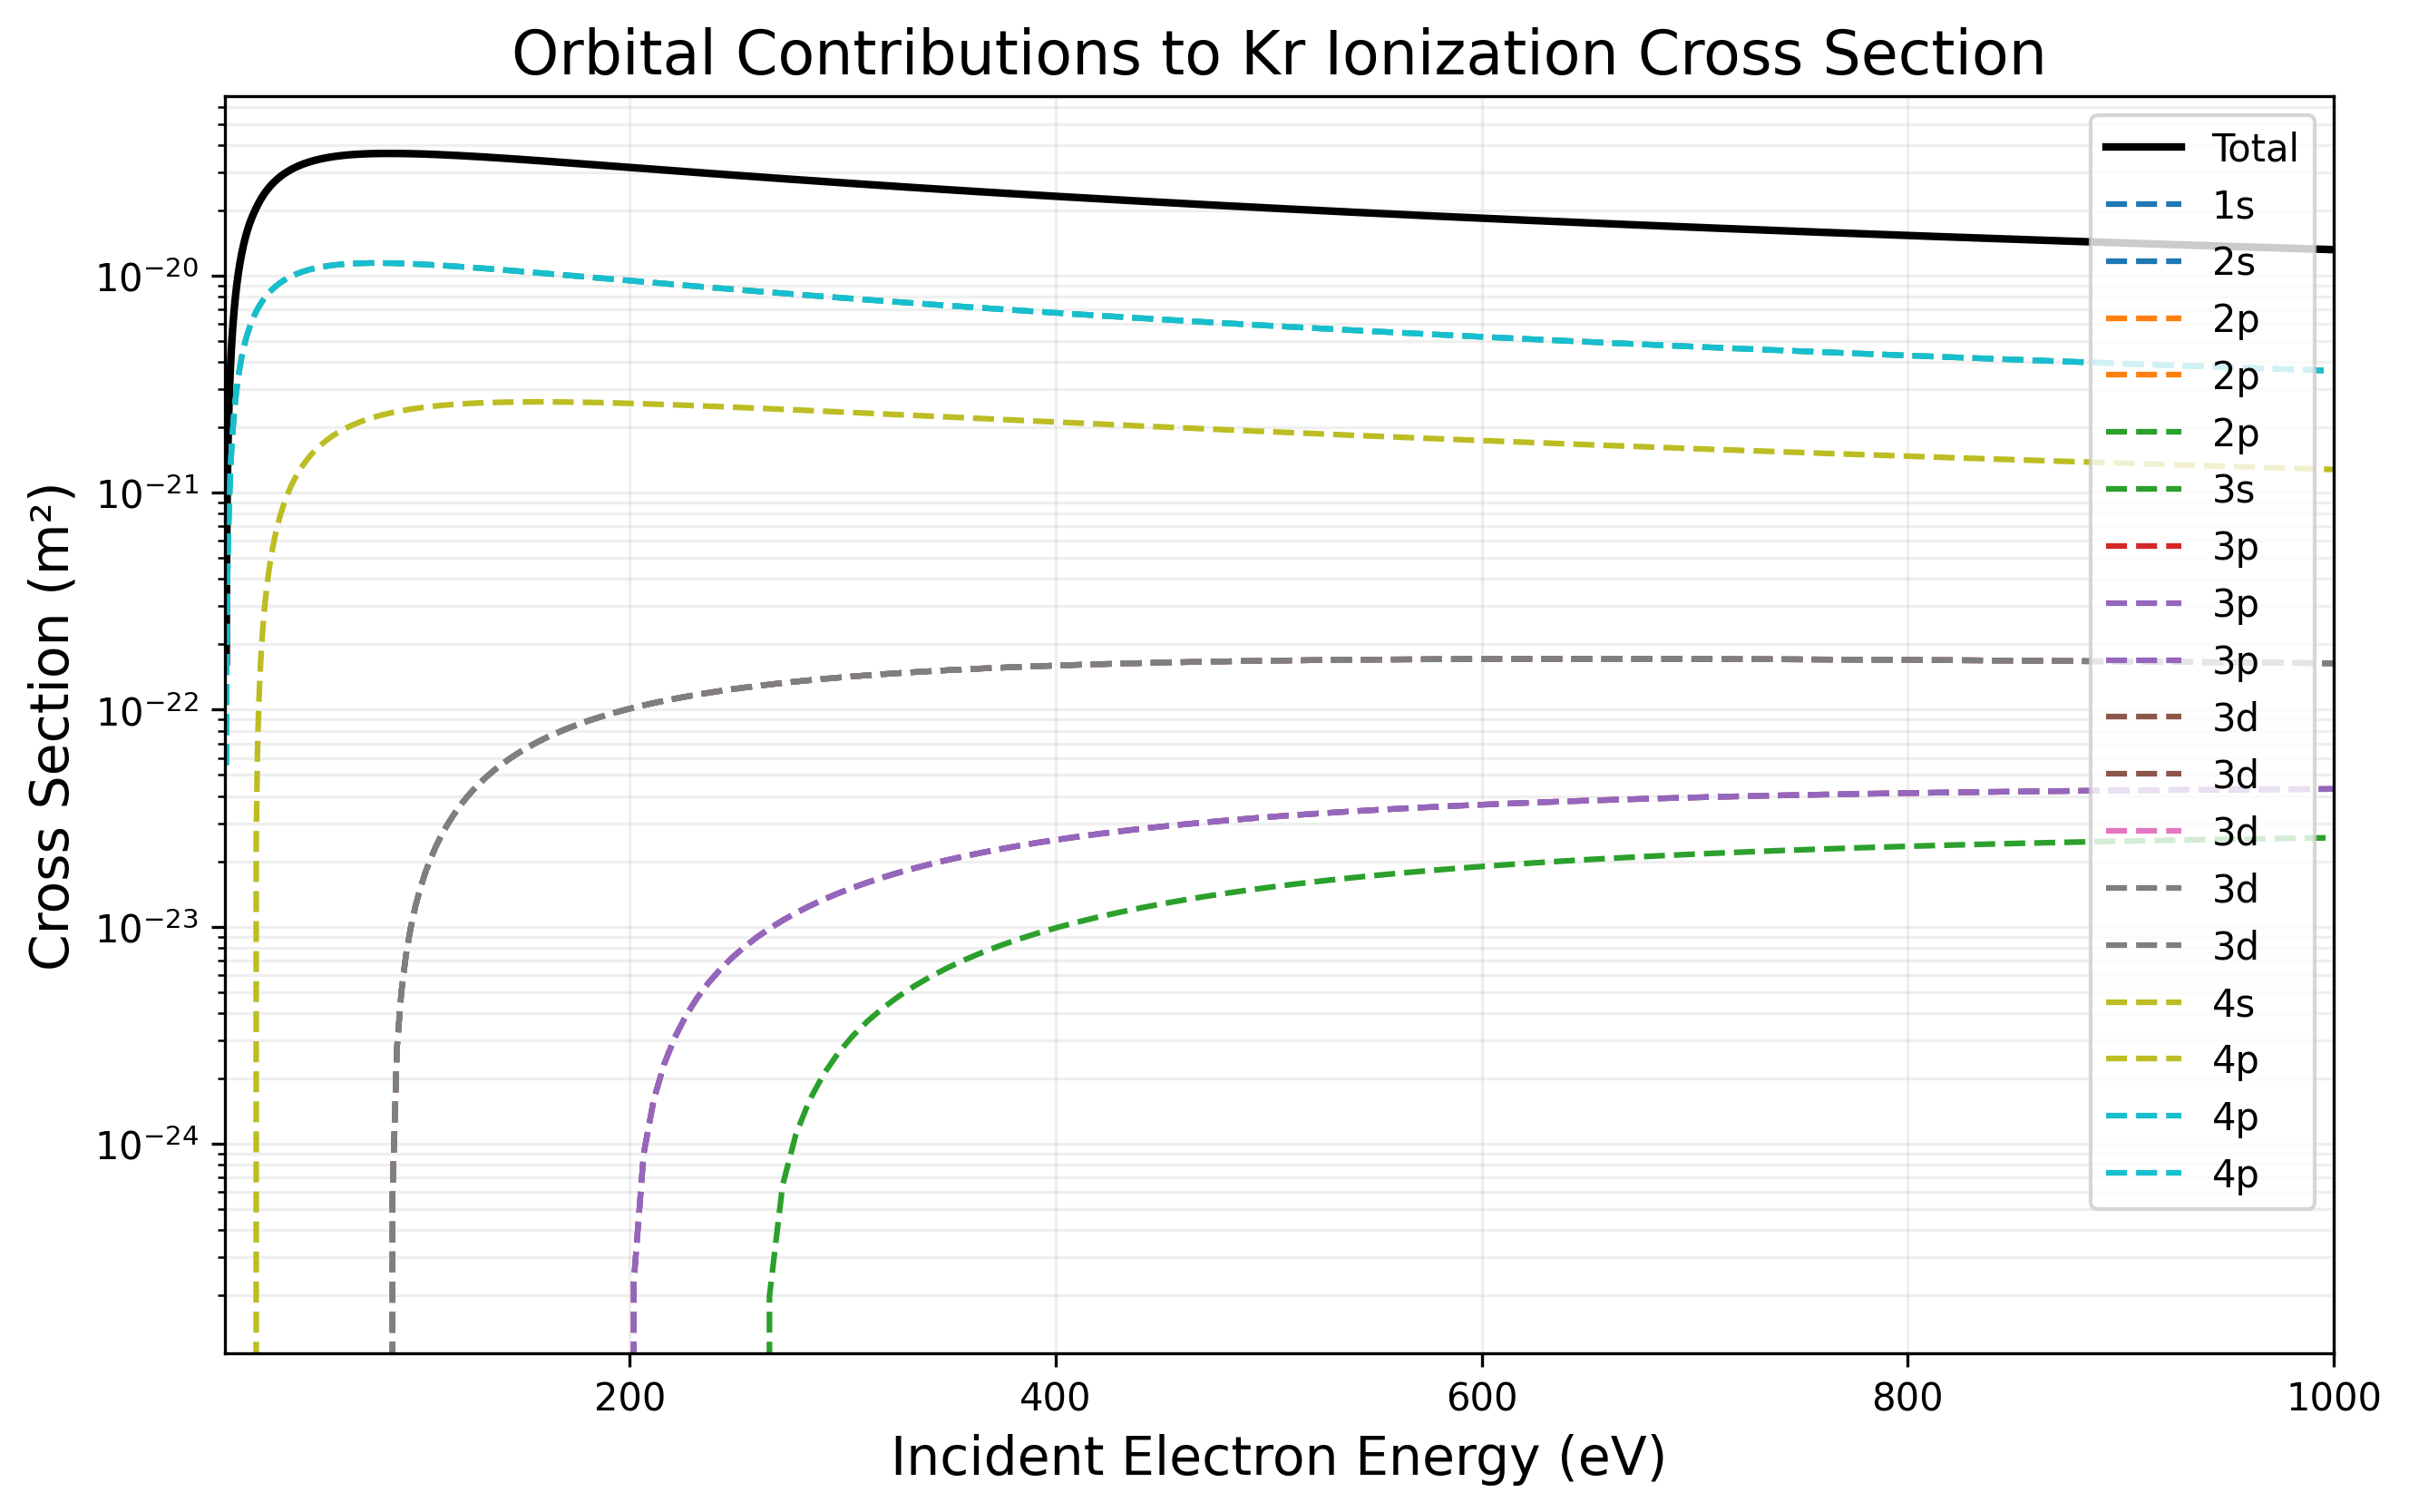 Orbital Contributions to Kr Ionization Cross Section
Cross Section (m²)
10⁻²⁰
10⁻²¹
10⁻²²
10⁻²³
10⁻²⁴
Total
1s
2s
2p
2p
2p
3s
3p
3p
3p
3d
3d
3d
3d
3d
4s
4p
4p
4p
200
400
600
800
1000
Incident Electron Energy (eV)